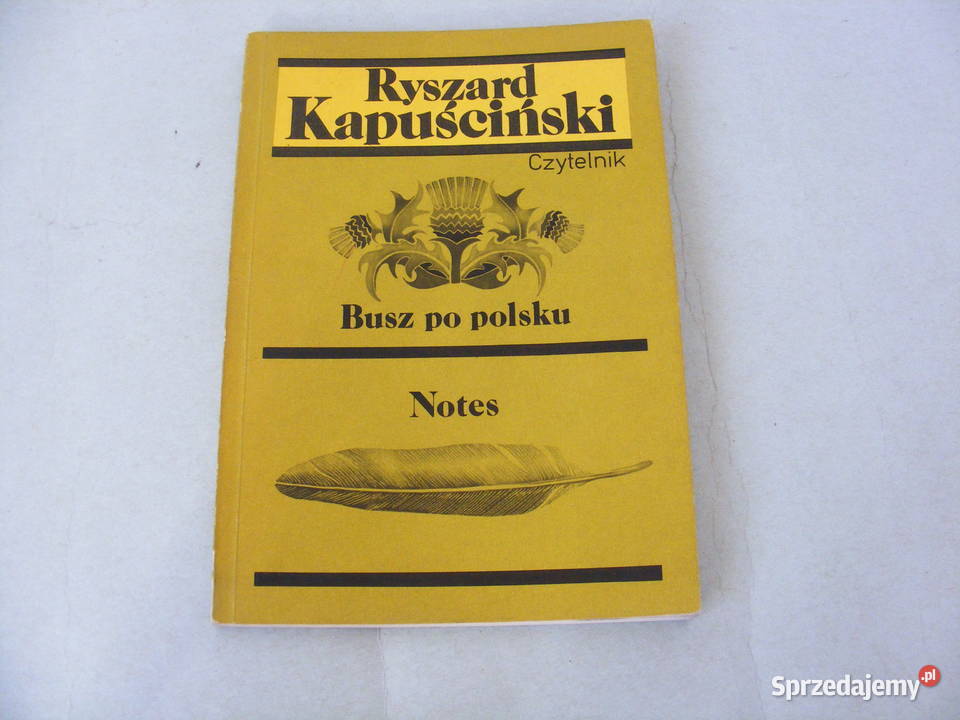 Ryszard
Kapuściński
Czytelnik
Busz po polsku
Notes
Sprzedajemy.pl